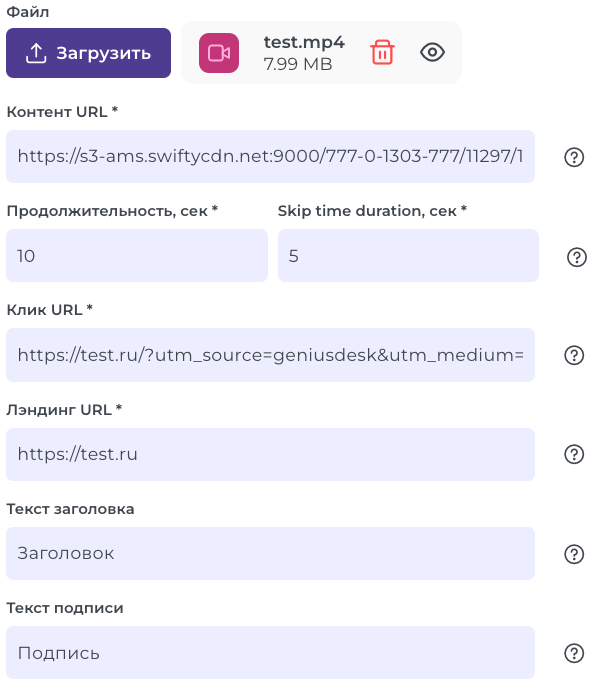 Файл
Загрузить
test.mp4
7.99 MB
Контент URL *
https://s3-ams.swiftycdn.net:9000/777-0-1303-777/11297/1
Продолжительность, сек * Skip time duration, сек *
10 5
Клик URL *
https://test.ru/?utm_source=geniusdesk&utm_medium=
Лэндинг URL *
https://test.ru
Текст заголовка
Заголовок
Текст подписи
Подпись